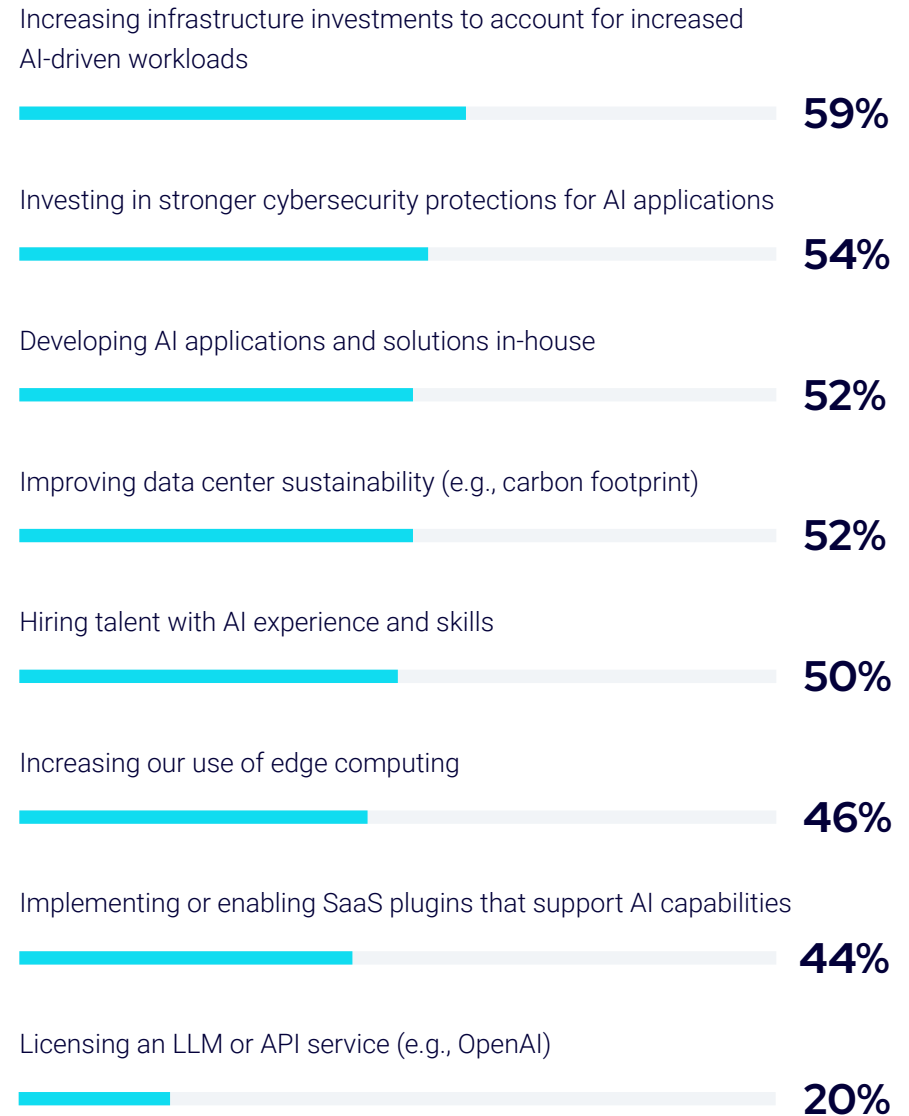 Increasing infrastructure investments to account for increased
AI-driven workloads
59%
Investing in stronger cybersecurity protections for AI applications
54%
Developing AI applications and solutions in-house
52%
Improving data center sustainability (e.g., carbon footprint)
52%
Hiring talent with AI experience and skills
50%
Increasing our use of edge computing
46%
Implementing or enabling SaaS plugins that support AI capabilities
44%
Licensing an LLM or API service (e.g., OpenAI)
20%